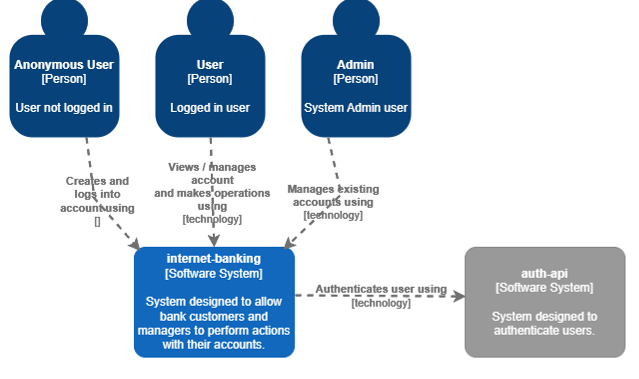 Anonymous User
[Person]
User not logged in
User
[Person]
Logged in user
Admin
[Person]
System Admin user
Creates and
logs into
account using
[]
Views / manages
account
and makes operations
using
[technology]
Manages existing
accounts using
[technology]
internet-banking
[Software System]
System designed to allow
bank customers and
managers to perform actions
with their accounts.
Authenticates user using
[technology]
auth-api
[Software System]
System designed to
authenticate users.